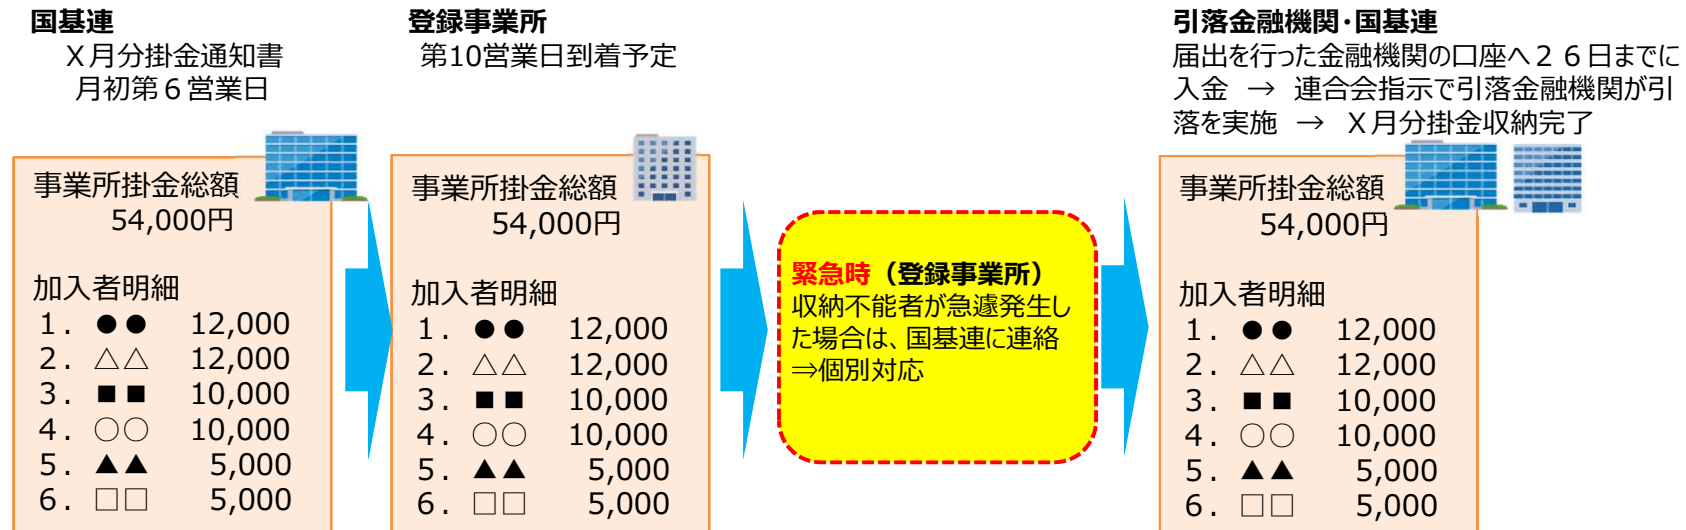 国基連
X月分掛金通知書
月初第6営業日
事業所掛金総額
54,000円
加入者明細
1. ●● 12,000
2. △△ 12,000
3. ■■ 10,000
4. ○○ 10,000
5. ▲▲ 5,000
6. □□ 5,000
登録事業所
第10営業日到着予定
事業所掛金総額
54,000円
加入者明細
1. ●● 12,000
2. △△ 12,000
3. ■■ 10,000
4. ○○ 10,000
5. ▲▲ 5,000
6. □□ 5,000
緊急時（登録事業所）
収納不能者が急遽発生し
た場合は、国基連に連絡
⇒個別対応
引落金融機関・国基連
届出を行った金融機関の口座へ２６日までに
入金 → 連合会指示で引落金融機関が引
落を実施 → X月分掛金収納完了
事業所掛金総額
54,000円
加入者明細
1. ●● 12,000
2. △△ 12,000
3. ■■ 10,000
4. ○○ 10,000
5. ▲▲ 5,000
6. □□ 5,000